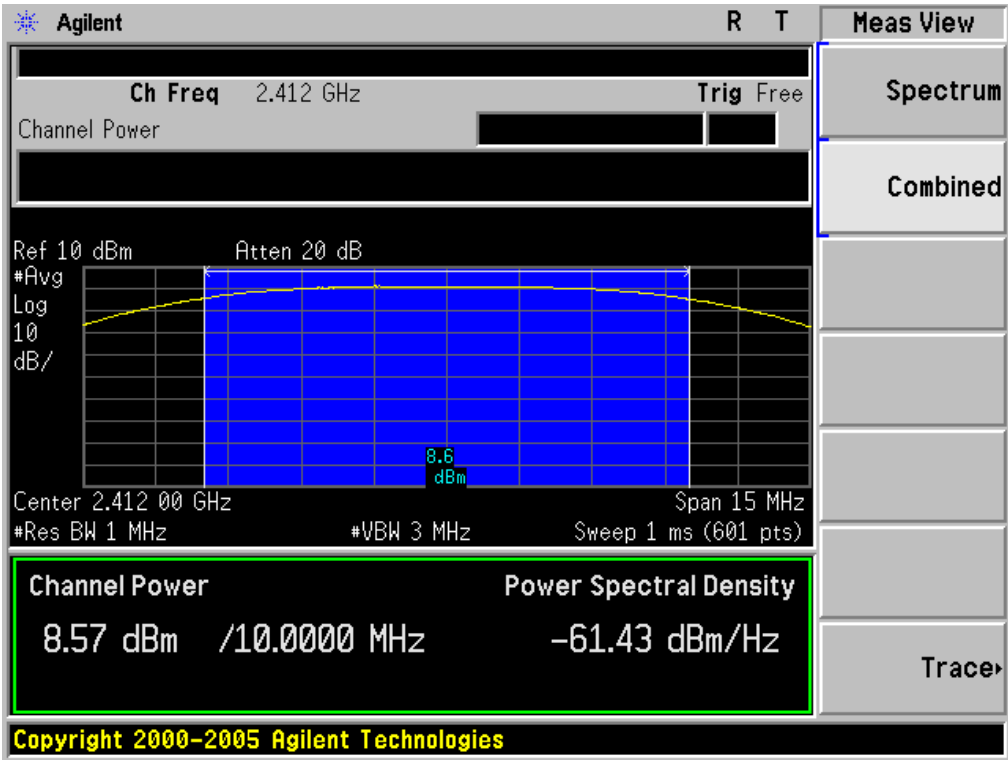 Agilent R T Meas View
Ch Freq 2.412 GHz Trig Free
Channel Power
Spectrum
Combined
Ref 10 dBm Atten 20 dB
#Avg
Log
10
dB/
8.6
dBm
Center 2.412 00 GHz Span 15 MHz
#Res BW 1 MHz #VBW 3 MHz Sweep 1 ms (601 pts)
Channel Power Power Spectral Density
8.57 dBm /10.0000 MHz -61.43 dBm/Hz
Trace
Copyright 2000-2005 Agilent Technologies